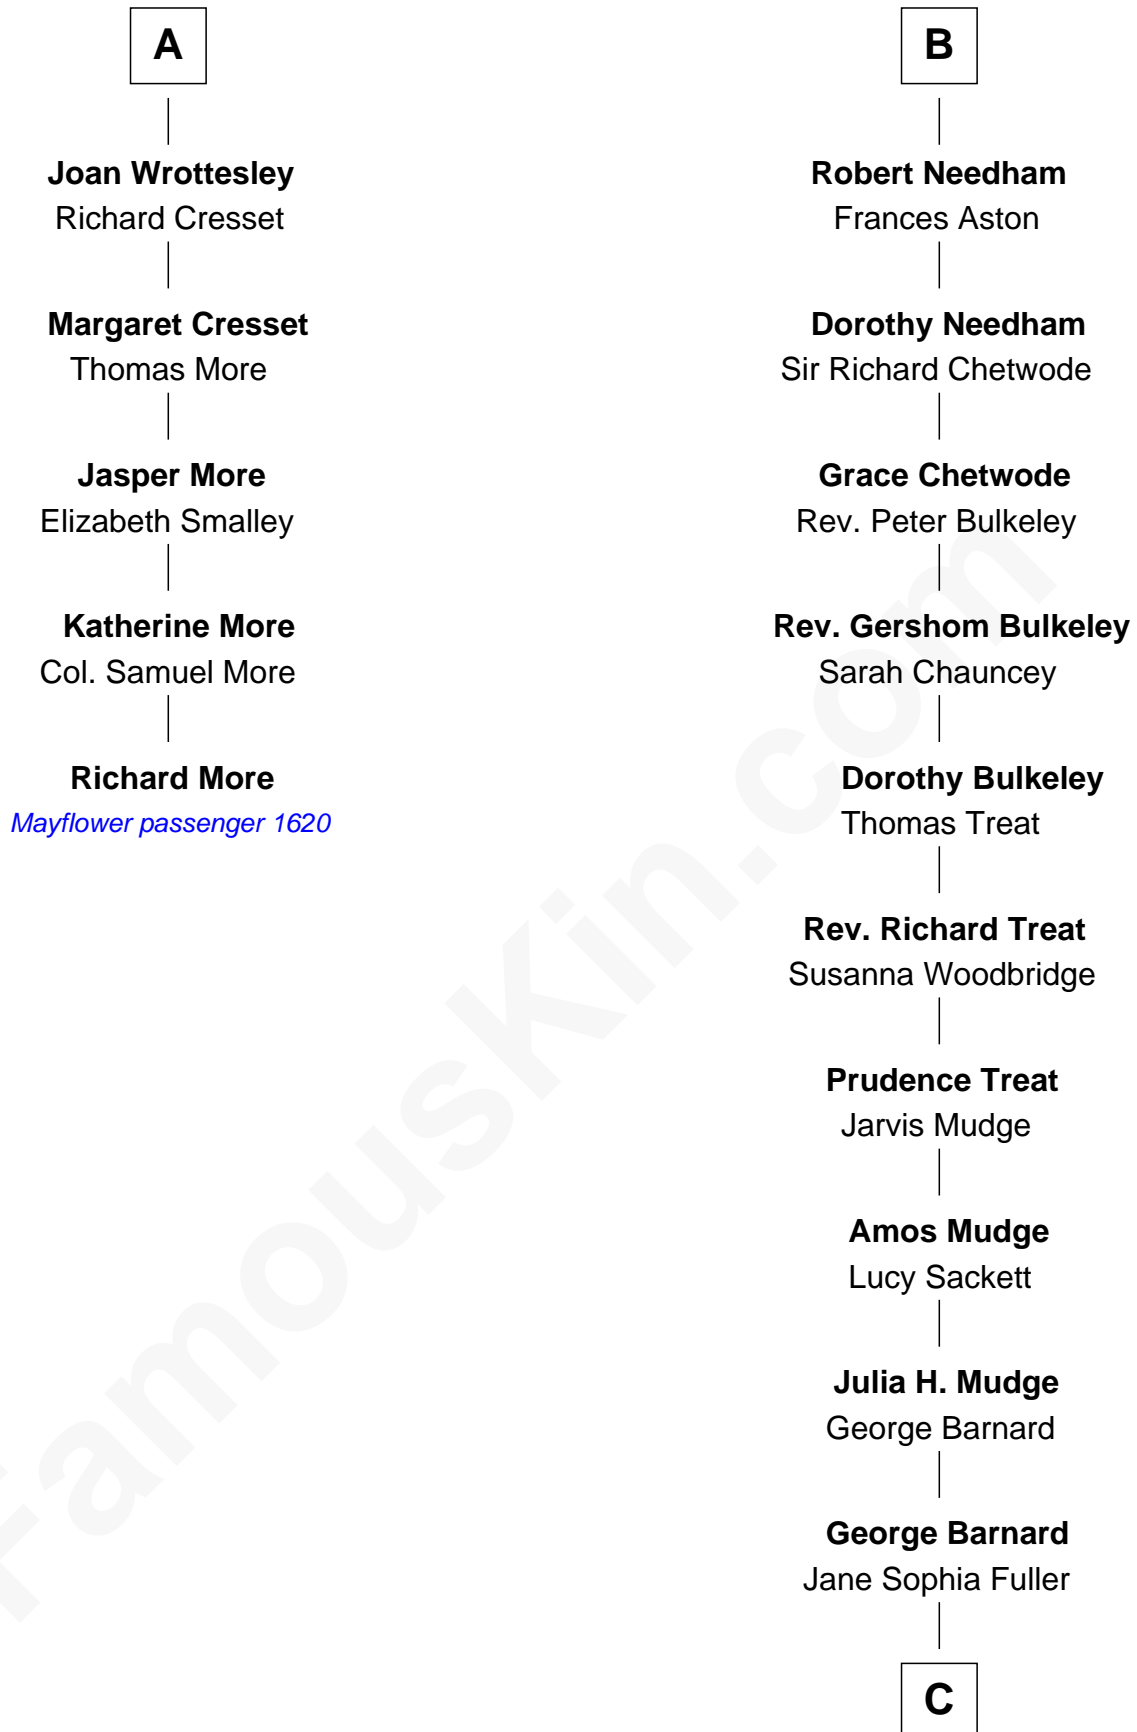 A
Joan Wrottesley
Richard Cresset
Margaret Cresset
Thomas More
Jasper More
Elizabeth Smalley
Katherine More
Col. Samuel More
Richard More
Mayflower passenger 1620
B
Robert Needham
Frances Aston
Dorothy Needham
Sir Richard Chetwode
Grace Chetwode
Rev. Peter Bulkeley
Rev. Gershom Bulkeley
Sarah Chauncey
Dorothy Bulkeley
Thomas Treat
Rev. Richard Treat
Susanna Woodbridge
Prudence Treat
Jarvis Mudge
Amos Mudge
Lucy Sackett
Julia H. Mudge
George Barnard
George Barnard
Jane Sophia Fuller
C
FamousKin.com